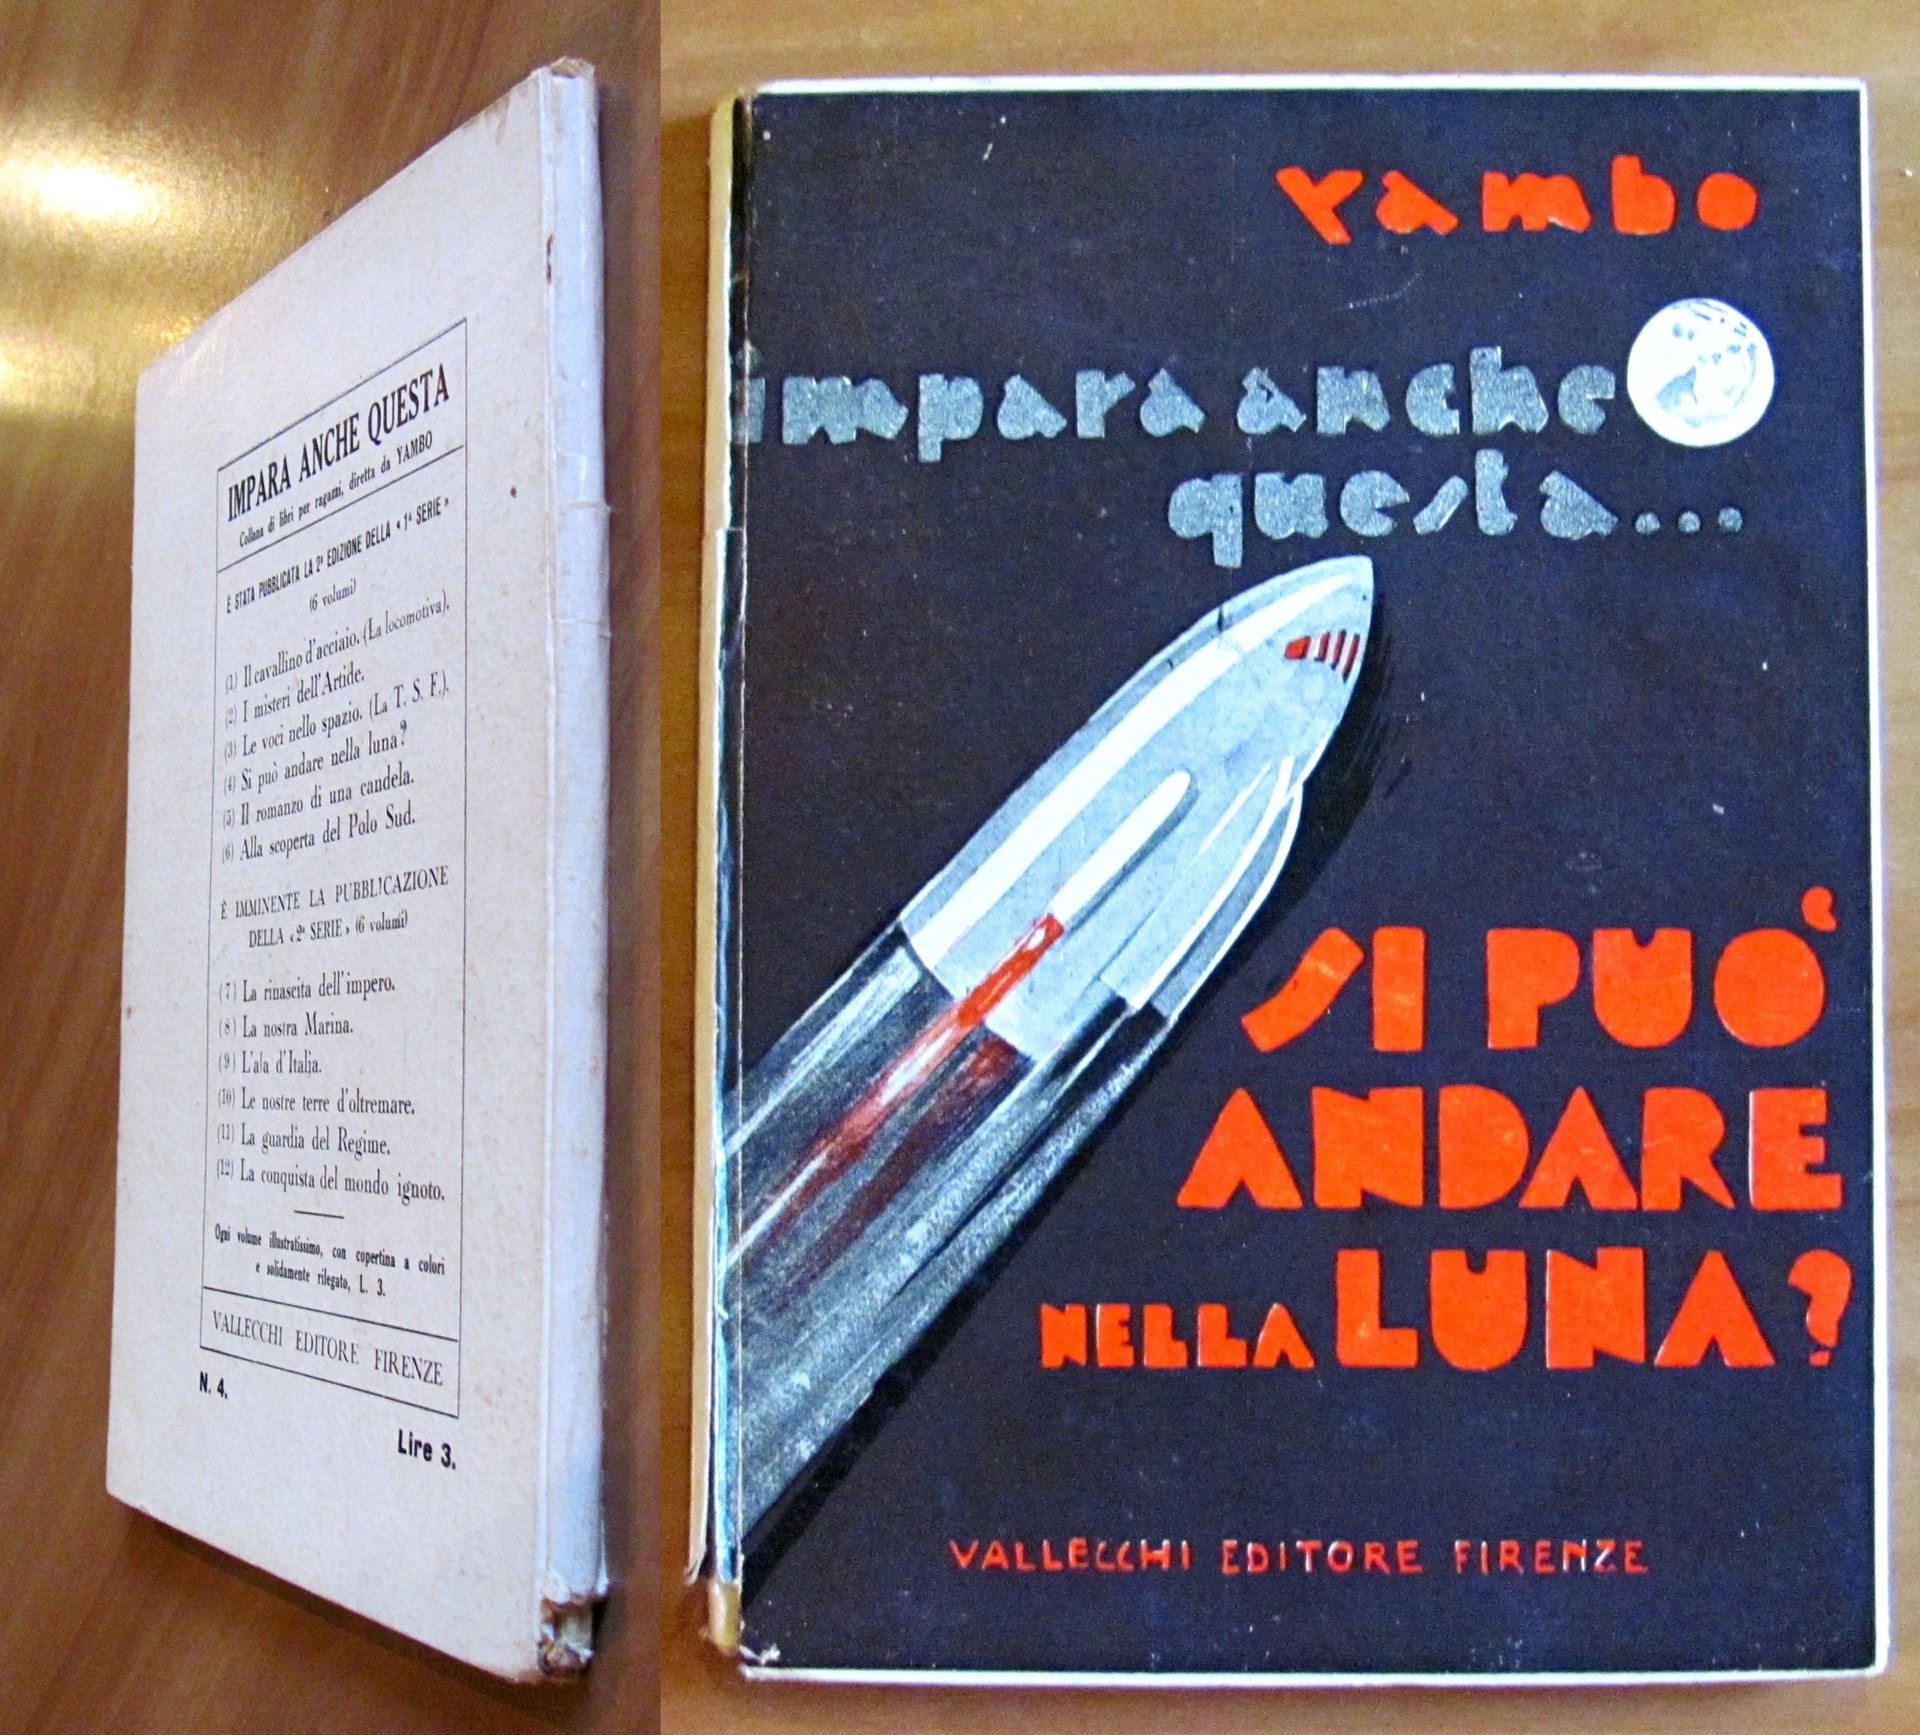 IMPARA ANCHE QUESTA
Collana di libri per ragazzi, diretta da YAMBO
È STATA PUBBLICATA LA 2ª EDIZIONE DELLA « 1ª SERIE »
(6 volumi)
(1) Il cavallino d'acciaio. (La locomotiva).
(2) I misteri dell'Artide.
(3) Le voci nello spazio. (La T. S. F.).
(4) Si può andare nella luna?
(5) Il romanzo di una candela.
(6) Alla scoperta del Polo Sud.
È IMMINENTE LA PUBBLICAZIONE
DELLA «2ª SERIE» (6 volumi)
(7) La rinascita dell'impero.
(8) La nostra Marina.
(9) L'ala d'Italia.
(10) Le nostre terre d'oltremare.
(11) La guardia del Regime.
(12) La conquista del mondo ignoto.
Ogni volume illustratissimo, con copertina a colori
e solidamente rilegato, L. 3.
VALLECCHI EDITORE FIRENZE
N. 4.
Lire 3.
yambo
impara anche
questa...
SI PUÒ
ANDARE
NELLA LUNA?
VALLECCHI EDITORE FIRENZE